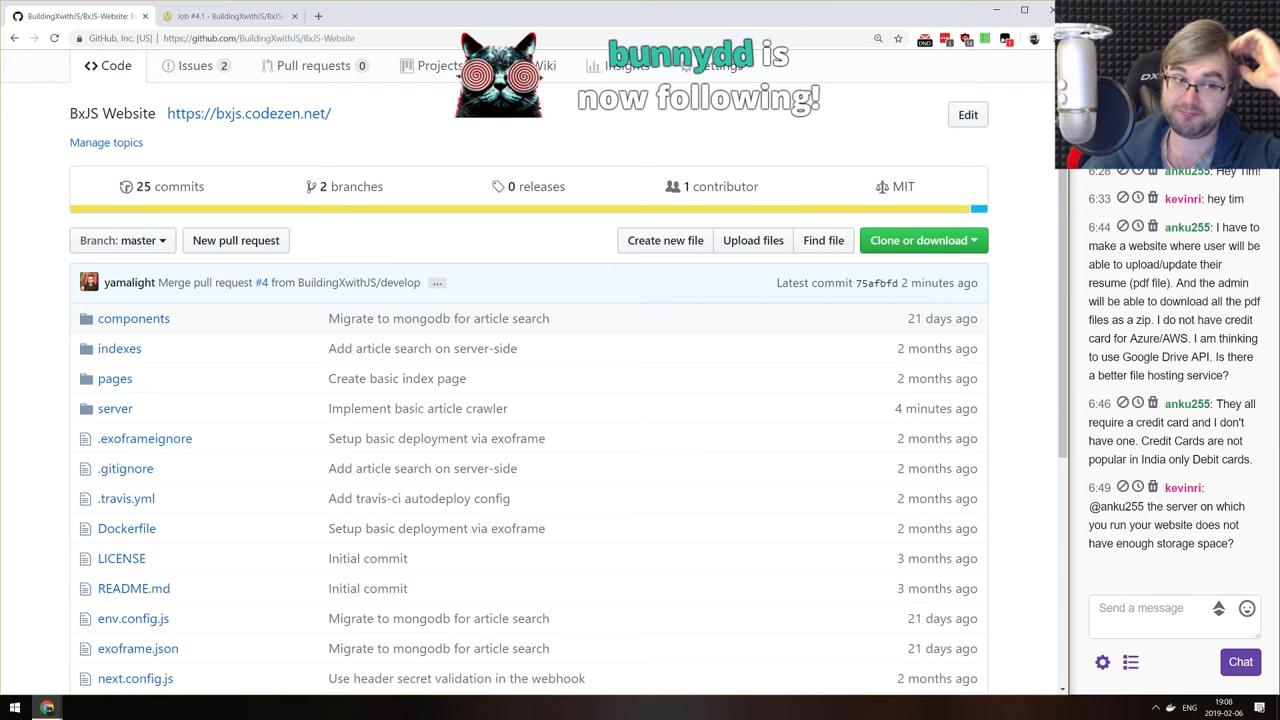 BuildingXwithJS/BxJS-Website: B
Job #4.1 - BuildingXwithJS/BxJS-
GitHub, Inc. [US]
https://github.com/BuildingXwithJS/BxJS-Website
DND
bunnydd is
now following!
Code
Issues 2
Pull requests 0
Projects
Wiki
Insights
BxJS Website https://bxjs.codezen.net/
Edit
Manage topics
25 commits
2 branches
0 releases
1 contributor
MIT
Branch: master
New pull request
Create new file
Upload files
Find file
Clone or download
yamalight Merge pull request #4 from BuildingXwithJS/develop ...
Latest commit 75afbfd 2 minutes ago
components Migrate to mongodb for article search 21 days ago
indexes Add article search on server-side 2 months ago
pages Create basic index page 2 months ago
server Implement basic article crawler 4 minutes ago
.exoframeignore Setup basic deployment via exoframe 2 months ago
.gitignore Add article search on server-side 2 months ago
.travis.yml Add travis-ci autodeploy config 2 months ago
Dockerfile Setup basic deployment via exoframe 2 months ago
LICENSE Initial commit 3 months ago
README.md Initial commit 3 months ago
env.config.js Migrate to mongodb for article search 21 days ago
exoframe.json Migrate to mongodb for article search 21 days ago
next.config.js Use header secret validation in the webhook 2 months ago
6:28 anku255: Hey Tim!
6:33 kevinri: hey tim
6:44 anku255: I have to
make a website where user will be
able to upload/update their
resume (pdf file). And the admin
will be able to download all the pdf
files as a zip. I do not have credit
card for Azure/AWS. I am thinking
to use Google Drive API. Is there
a better file hosting service?
6:46 anku255: They all
require a credit card and I don't
have one. Credit Cards are not
popular in India only Debit cards.
6:49 kevinri:
@anku255 the server on which
you run your website does not
have enough storage space?
Send a message
Chat
ENG
19:08
2019-02-06